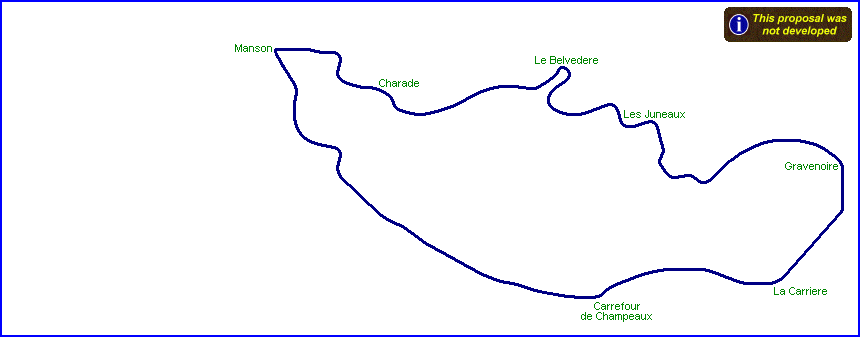 This proposal was
not developed
Manson
Le Belvedere
Charade
Les Juneaux
Gravenoire
La Carriere
Carrefour
de Champeaux